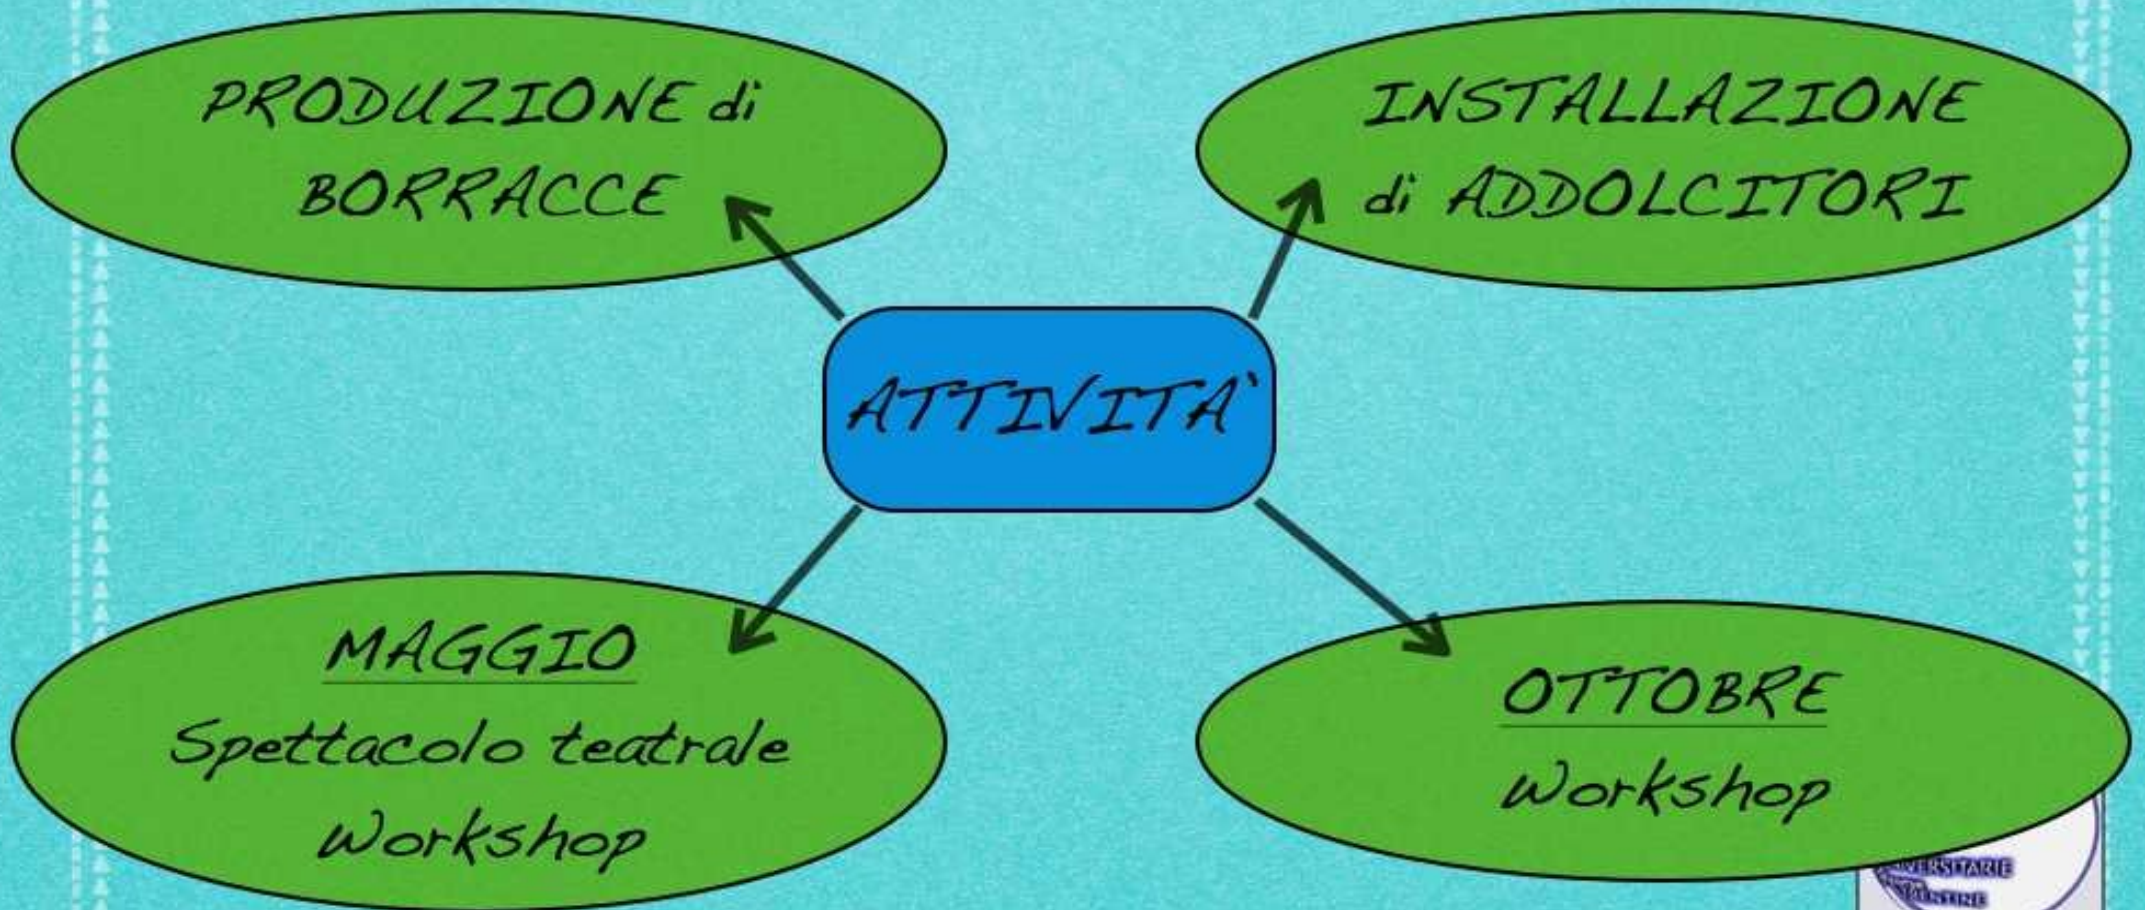 PRODUZIONE di
BORRACCE
INSTALLAZIONE
di ADDOLCITORI
ATTIVITA`
MAGGIO
Spettacolo teatrale
Workshop
OTTOBRE
Workshop